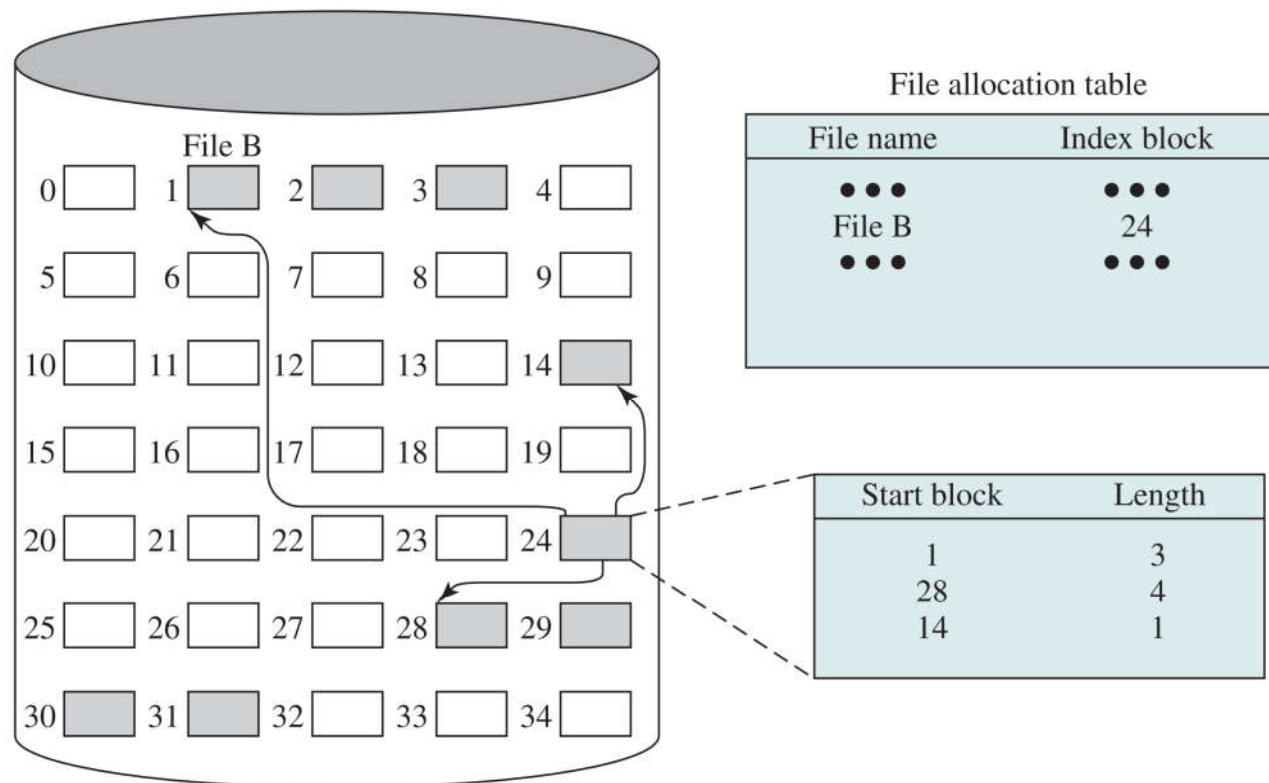 File B
0 1 2 3 4
5 6 7 8 9
10 11 12 13 14
15 16 17 18 19
20 21 22 23 24
25 26 27 28 29
30 31 32 33 34
File allocation table
File name Index block
••• •••
File B 24
••• •••
Start block Length
1 3
28 4
14 1